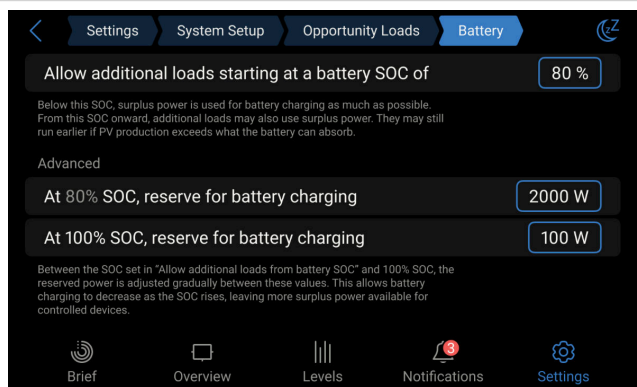 Settings
System Setup
Opportunity Loads
Battery
Allow additional loads starting at a battery SOC of
80 %
Below this SOC, surplus power is used for battery charging as much as possible.
From this SOC onward, additional loads may also use surplus power. They may still
run earlier if PV production exceeds what the battery can absorb.
Advanced
At 80% SOC, reserve for battery charging
2000 W
At 100% SOC, reserve for battery charging
100 W
Between the SOC set in “Allow additional loads from battery SOC” and 100% SOC, the
reserved power is adjusted gradually between these values. This allows battery
charging to decrease as the SOC rises, leaving more surplus power available for
controlled devices.
3
Brief
Overview
Levels
Notifications
Settings